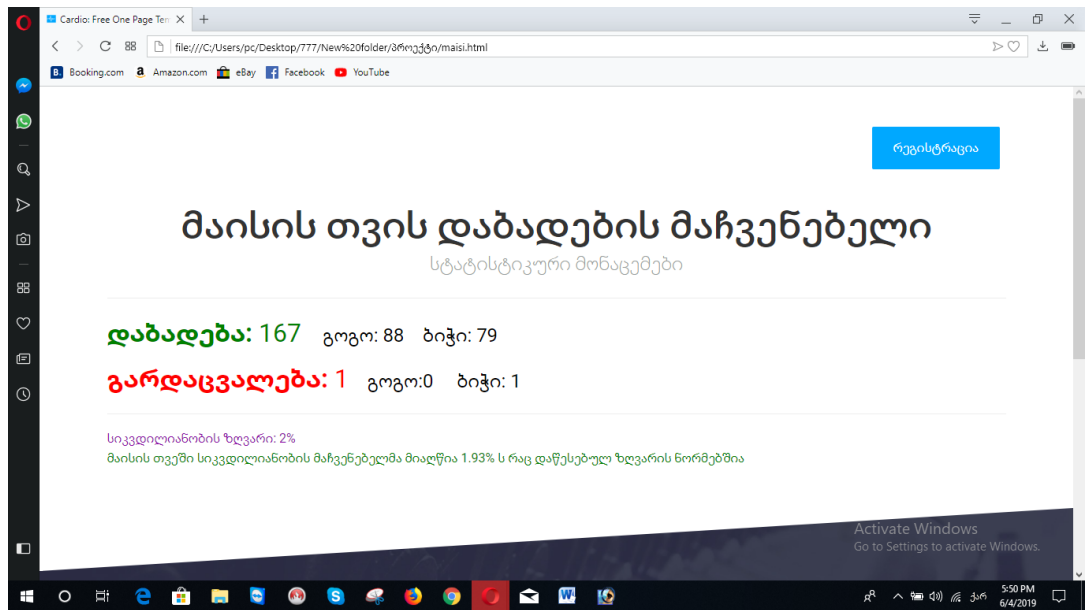 Cardio: Free One Page Ten
file:///C:/Users/pc/Desktop/777/New%20folder/პროექტი/maisi.html
B. Booking.com a Amazon.com eBay Facebook YouTube
რეგისტრაცია
მაისის თვის დაბადების მაჩვენებელი
სტატისტიკური მონაცემები
დაბადება: 167 გოგო: 88 ბიჭი: 79
გარდაცვალება: 1 გოგო:0 ბიჭი: 1
სიკვდილიანობის ზღვარი: 2%
მაისის თვეში სიკვდილიანობის მაჩვენებელმა მიაღწია 1.93% ს რაც დაწესებულ ზღვარის ნორმებშია
Activate Windows
Go to Settings to activate Windows.
ქარ
5:50 PM
6/4/2019